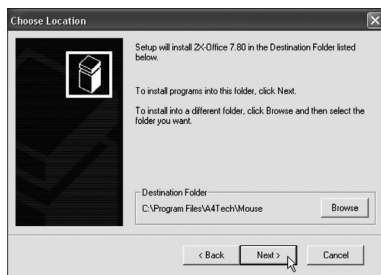 Choose Location
Setup will install 2X-Office 7.80 in the Destination Folder listed
below.
To install programs into this folder, click Next.
To install into a different folder, click Browse and then select the
folder you want.
Destination Folder
C:\Program Files\A4Tech\Mouse
Browse
< Back
Next >
Cancel